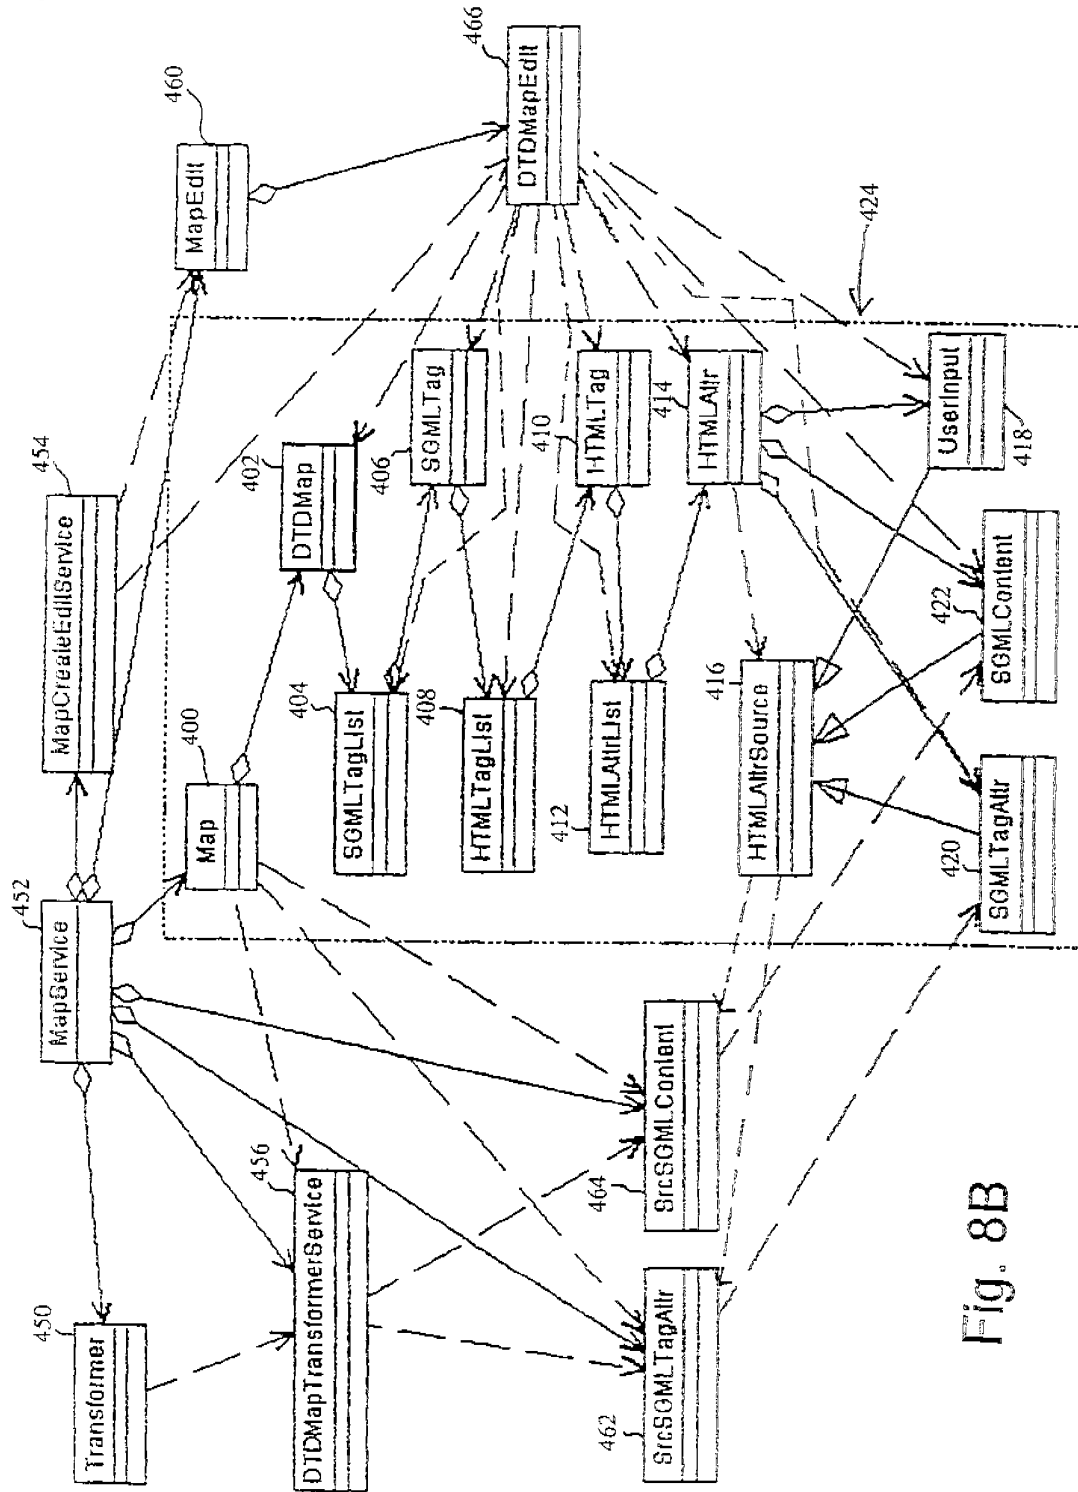 452
MapService
454
MapCreateEditService
460
MapEdit
466
DTDMapEdit
450
Transformer
456
DTDMapTransformerService
400
Map
402
DTDMap
404
SGMLTagList
406
SGMLTag
408
HTMLTagList
410
HTMLTag
412
HTMLAttrList
414
HTMLAttr
416
HTMLAttrSource
418
UserInput
420
SGMLTagAttr
422
SGMLContent
424
462
SrcSGMLTagAttr
464
SrcSGMLContent
Fig. 8B